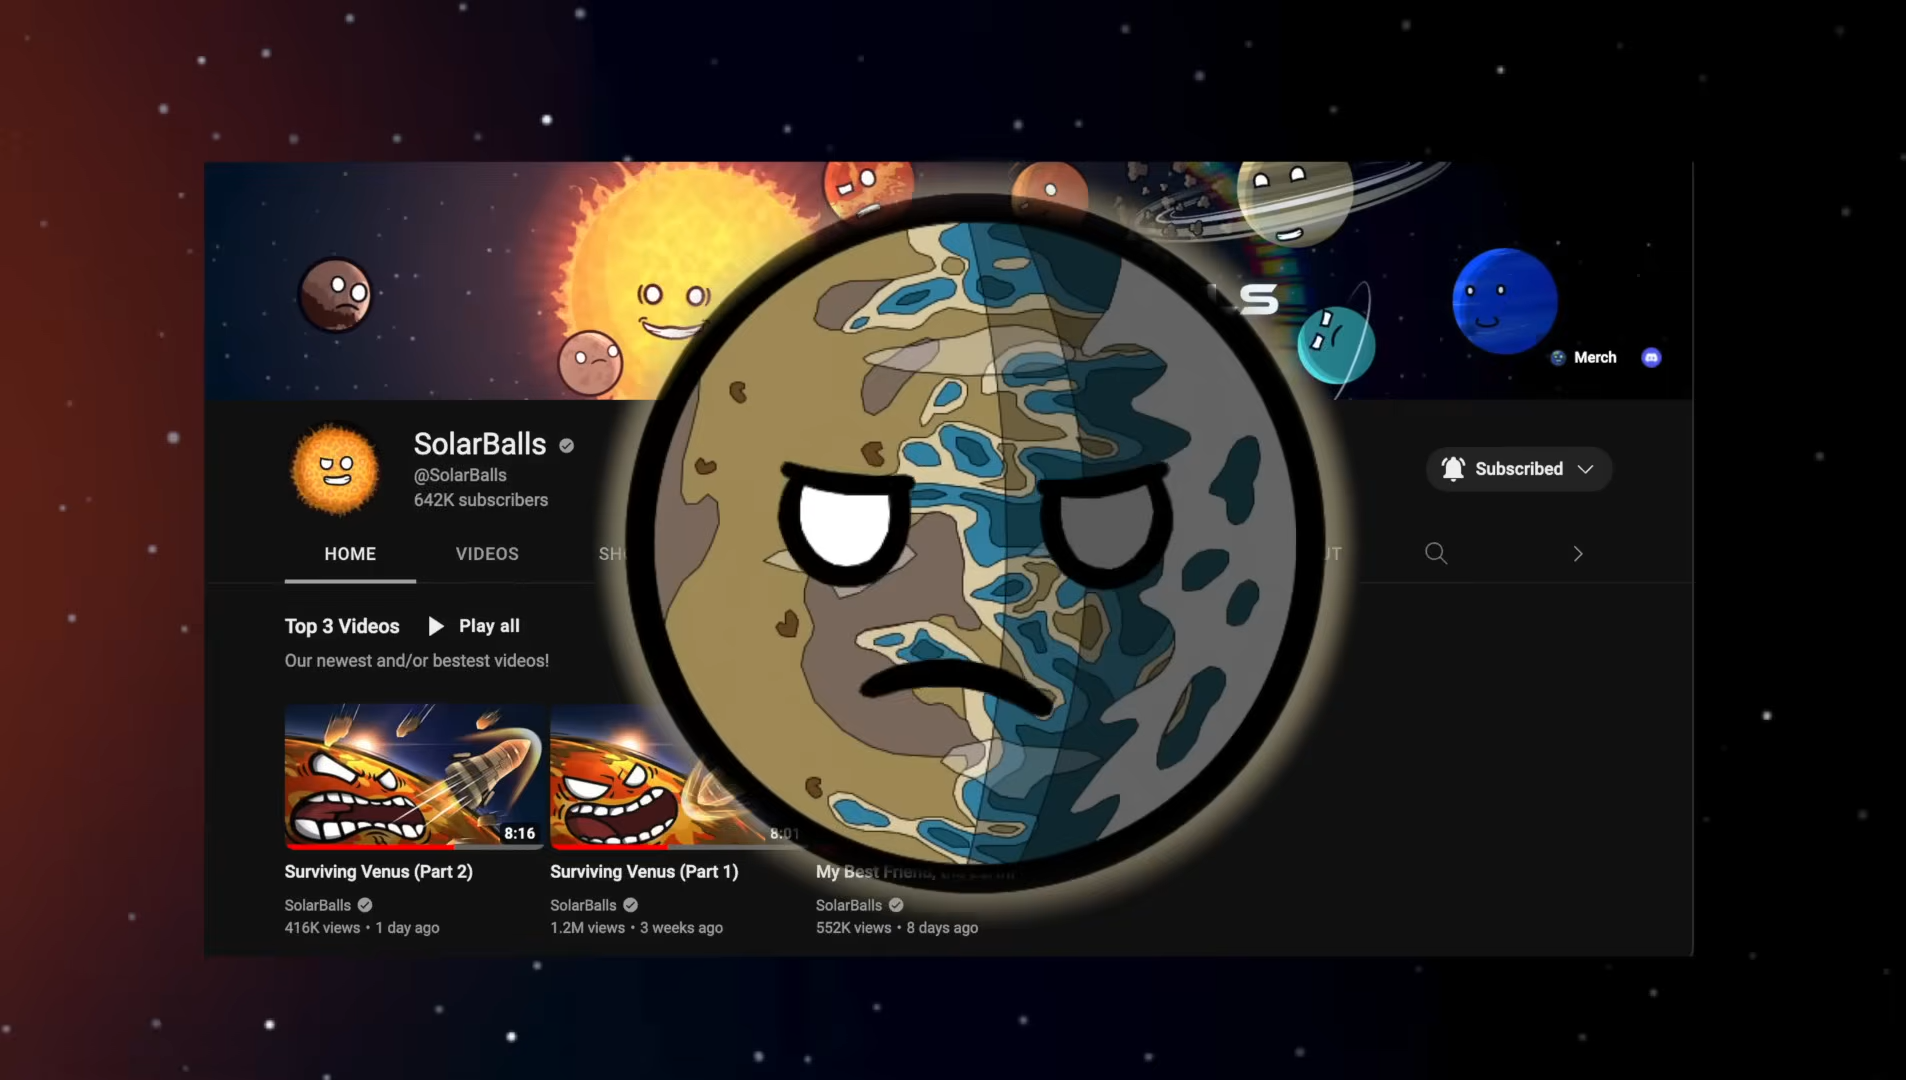 S
Merch
SolarBalls
@SolarBalls
642K subscribers
Subscribed
HOME
VIDEOS
Top 3 Videos
Play all
Our newest and/or bestest videos!
8:16
8:01
Surviving Venus (Part 2)
Surviving Venus (Part 1)
My Best Friend, the Earth!
SolarBalls
SolarBalls
SolarBalls
416K views • 1 day ago
1.2M views • 3 weeks ago
552K views • 8 days ago